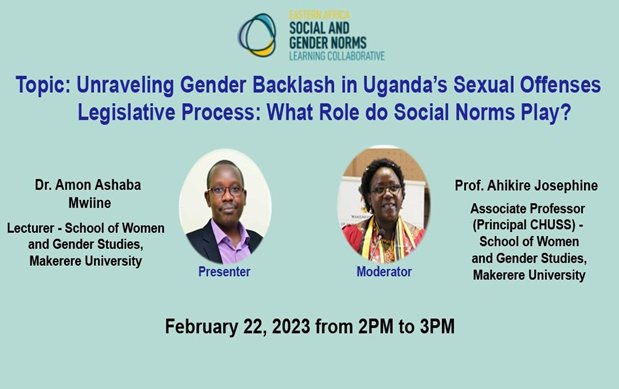 EASTERN AFRICA
SOCIAL AND
GENDER NORMS
LEARNING COLLABORATIVE
Topic: Unraveling Gender Backlash in Uganda's Sexual Offenses
Legislative Process: What Role do Social Norms Play?
Dr. Amon Ashaba
Mwiine
Lecturer - School of Women
and Gender Studies,
Makerere University
Presenter
Moderator
Prof. Ahikire Josephine
Associate Professor
(Principal CHUSS) -
School of Women
and Gender Studies,
Makerere University
February 22, 2023 from 2PM to 3PM